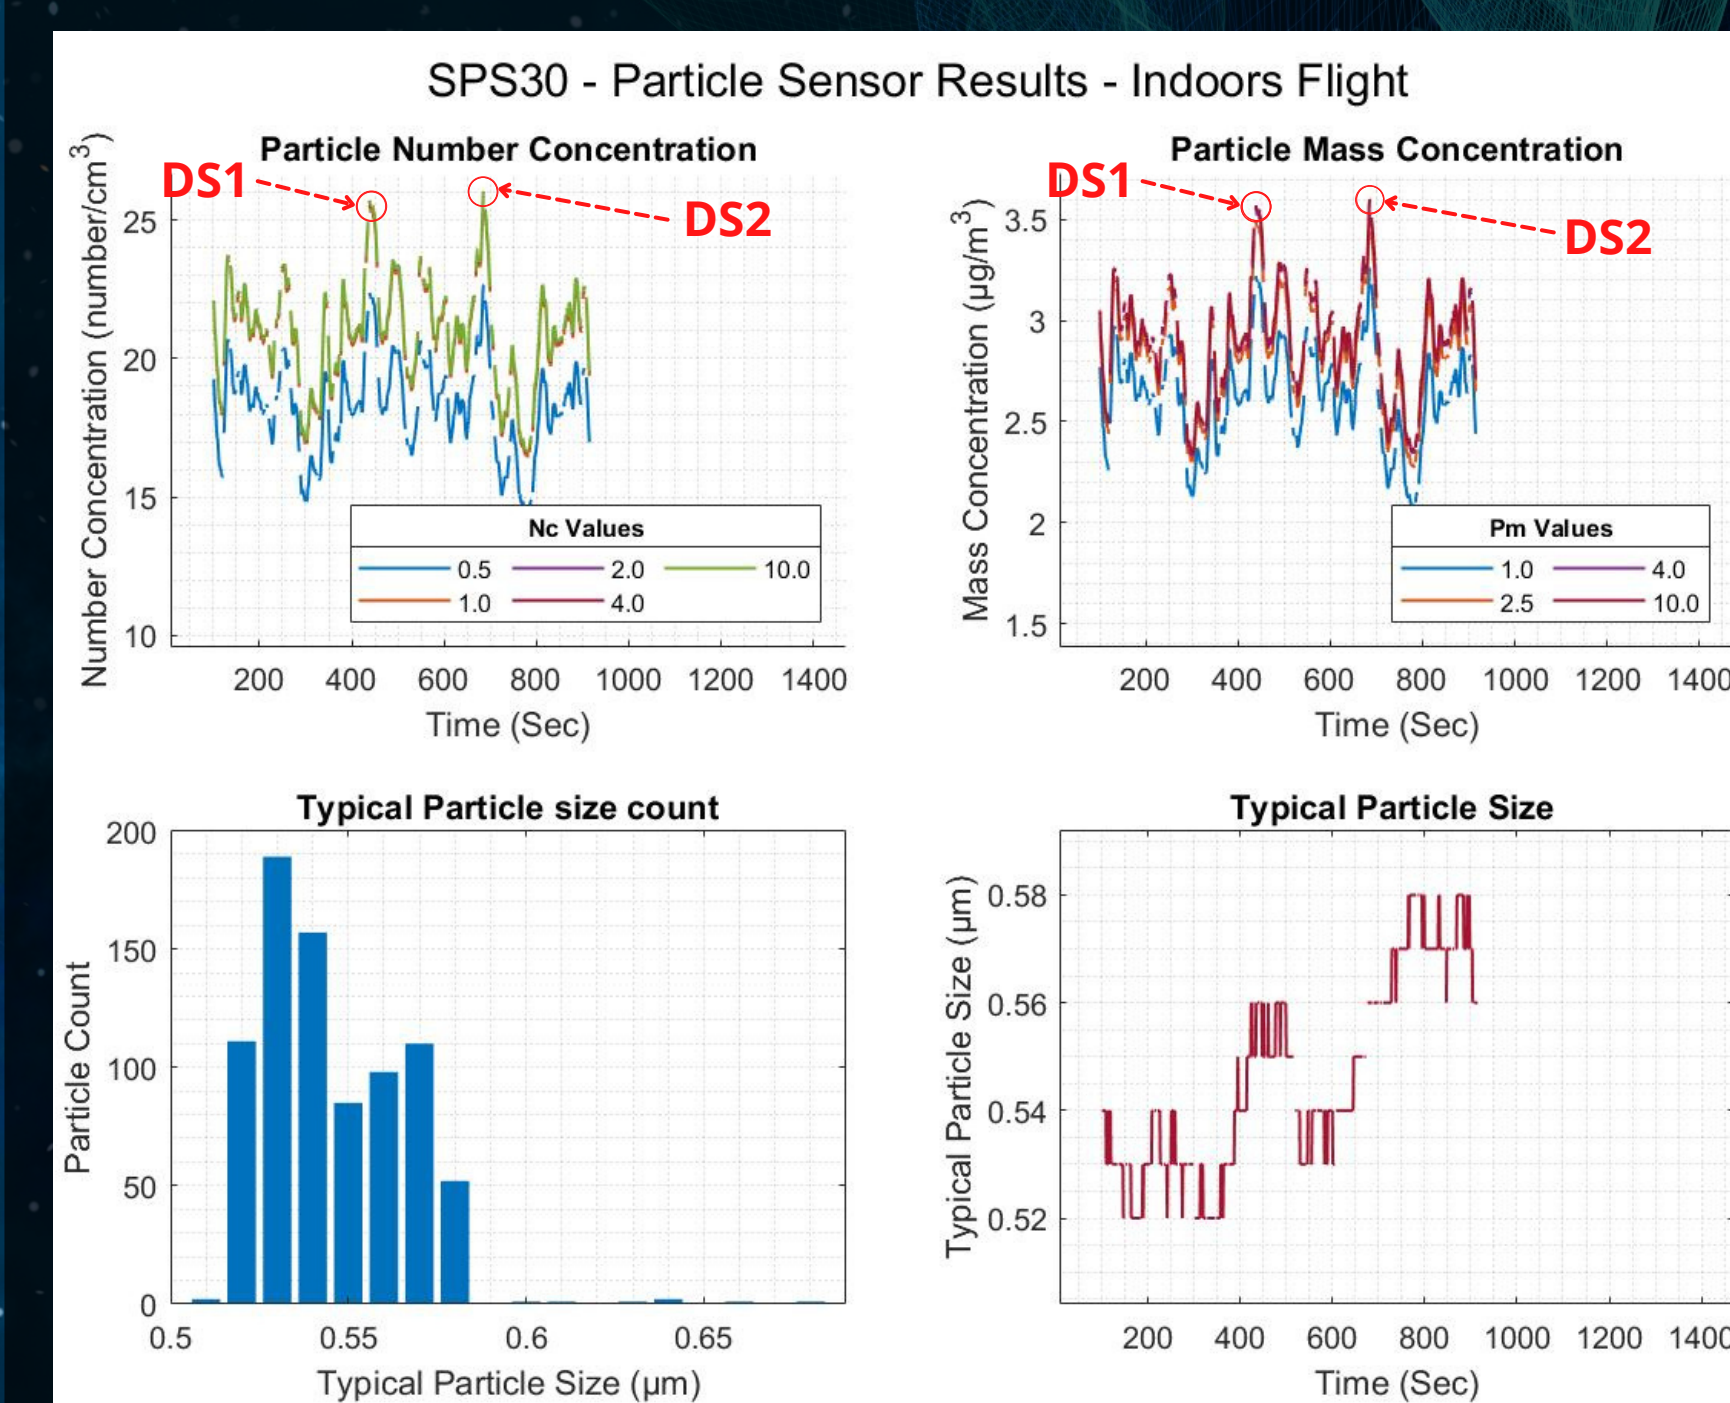 SPS30 - Particle Sensor Results - Indoors Flight
Particle Number Concentration
DS1
DS2
Number Concentration (number/cm³)
25
20
15
10
Nc Values
0.5 2.0 10.0
1.0 4.0
200 400 600 800 1000 1200 1400
Time (Sec)
Particle Mass Concentration
DS1
DS2
Mass Concentration (µg/m³)
3.5
3
2.5
2
1.5
Pm Values
1.0 4.0
2.5 10.0
200 400 600 800 1000 1200 1400
Time (Sec)
Typical Particle size count
Particle Count
200
150
100
50
0
0.5 0.55 0.6 0.65
Typical Particle Size (µm)
Typical Particle Size
Typical Particle Size (µm)
0.58
0.56
0.54
0.52
200 400 600 800 1000 1200 1400
Time (Sec)